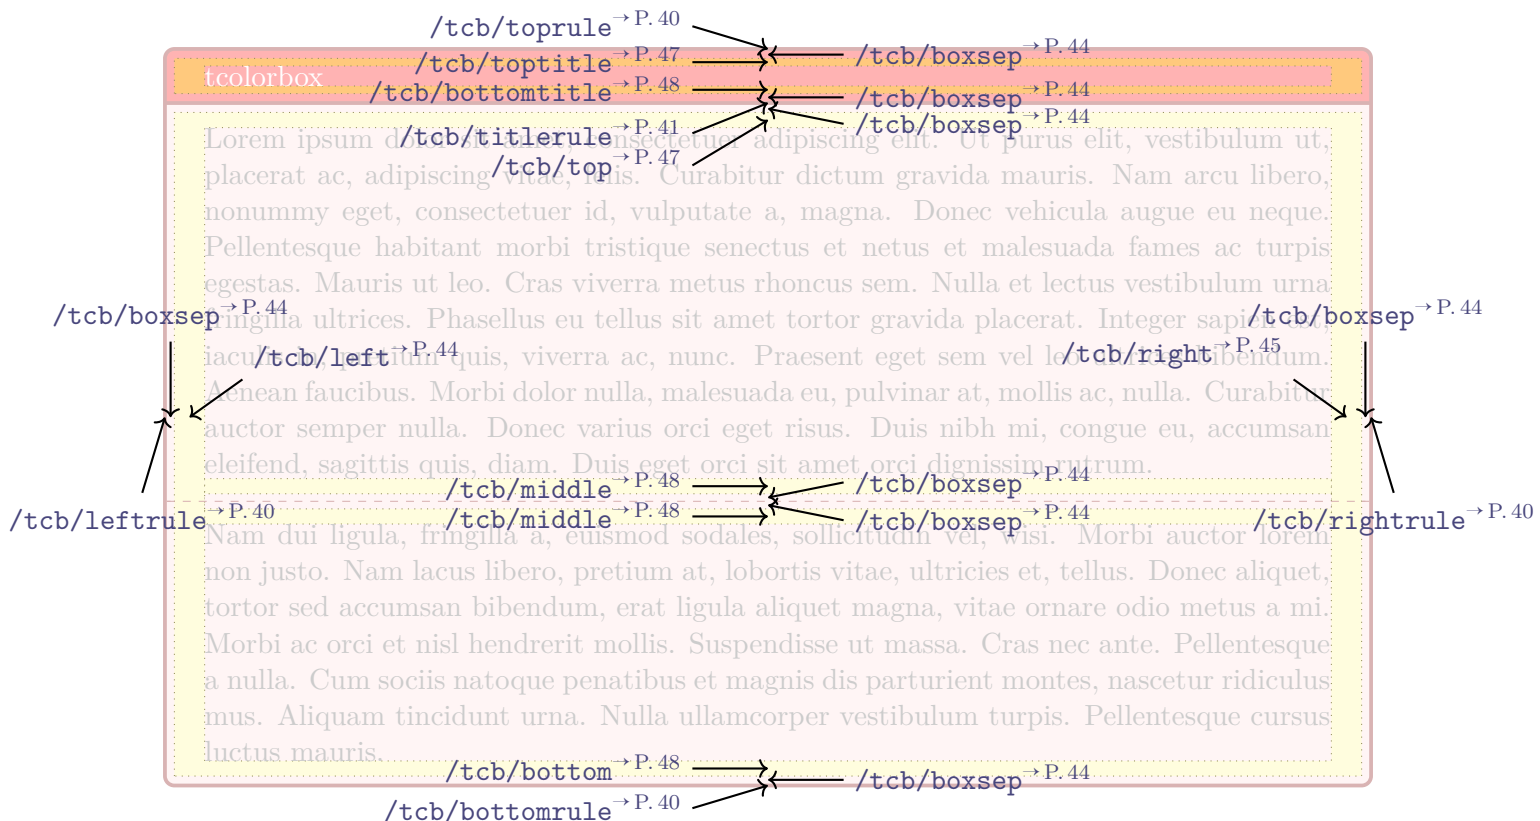 /tcb/toprule→P. 40
/tcb/boxsep→P. 44
/tcb/toptitle→P. 47
tcolorbox
/tcb/bottomtitle→P. 48
/tcb/boxsep→P. 44
/tcb/boxsep→P. 44
/tcb/titlerule→P. 41
Lorem ipsum dolor sit amet, consectetuer adipiscing elit. Ut purus elit, vestibulum ut,
/tcb/top→P. 47
placerat ac, adipiscing vitae, felis. Curabitur dictum gravida mauris. Nam arcu libero,
nonummy eget, consectetuer id, vulputate a, magna. Donec vehicula augue eu neque.
Pellentesque habitant morbi tristique senectus et netus et malesuada fames ac turpis
egestas. Mauris ut leo. Cras viverra metus rhoncus sem. Nulla et lectus vestibulum urna
/tcb/boxsep→P. 44
/tcb/boxsep→P. 44
fringilla ultrices. Phasellus eu tellus sit amet tortor gravida placerat. Integer sapien est,
/tcb/left→P. 44
/tcb/right→P. 45
iaculis in, pretium quis, viverra ac, nunc. Praesent eget sem vel leo ultrices bibendum.
Aenean faucibus. Morbi dolor nulla, malesuada eu, pulvinar at, mollis ac, nulla. Curabitur
auctor semper nulla. Donec varius orci eget risus. Duis nibh mi, congue eu, accumsan
eleifend, sagittis quis, diam. Duis eget orci sit amet orci dignissim rutrum.
/tcb/middle→P. 48
/tcb/boxsep→P. 44
/tcb/leftrule→P. 40
/tcb/middle→P. 48
/tcb/boxsep→P. 44
/tcb/rightrule→P. 40
Nam dui ligula, fringilla a, euismod sodales, sollicitudin vel, wisi. Morbi auctor lorem
non justo. Nam lacus libero, pretium at, lobortis vitae, ultricies et, tellus. Donec aliquet,
tortor sed accumsan bibendum, erat ligula aliquet magna, vitae ornare odio metus a mi.
Morbi ac orci et nisl hendrerit mollis. Suspendisse ut massa. Cras nec ante. Pellentesque
a nulla. Cum sociis natoque penatibus et magnis dis parturient montes, nascetur ridiculus
mus. Aliquam tincidunt urna. Nulla ullamcorper vestibulum turpis. Pellentesque cursus
luctus mauris.
/tcb/bottom→P. 48
/tcb/boxsep→P. 44
/tcb/bottomrule→P. 40